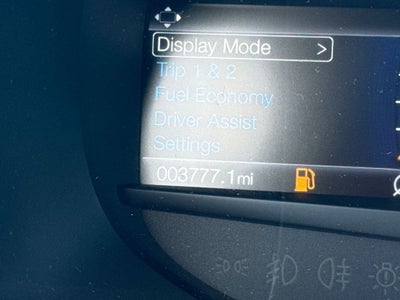 Display Mode >
Trip 1 & 2
Fuel Economy
Driver Assist
Settings
003777.1mi